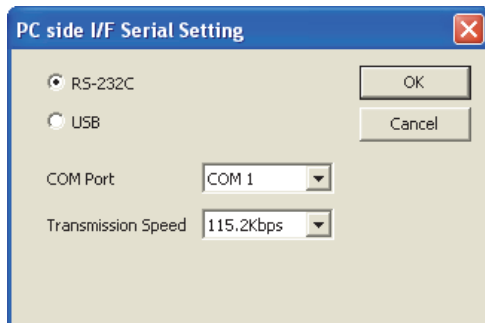 PC side I/F Serial Setting
RS-232C
OK
USB
Cancel
COM Port COM 1
Transmission Speed 115.2Kbps